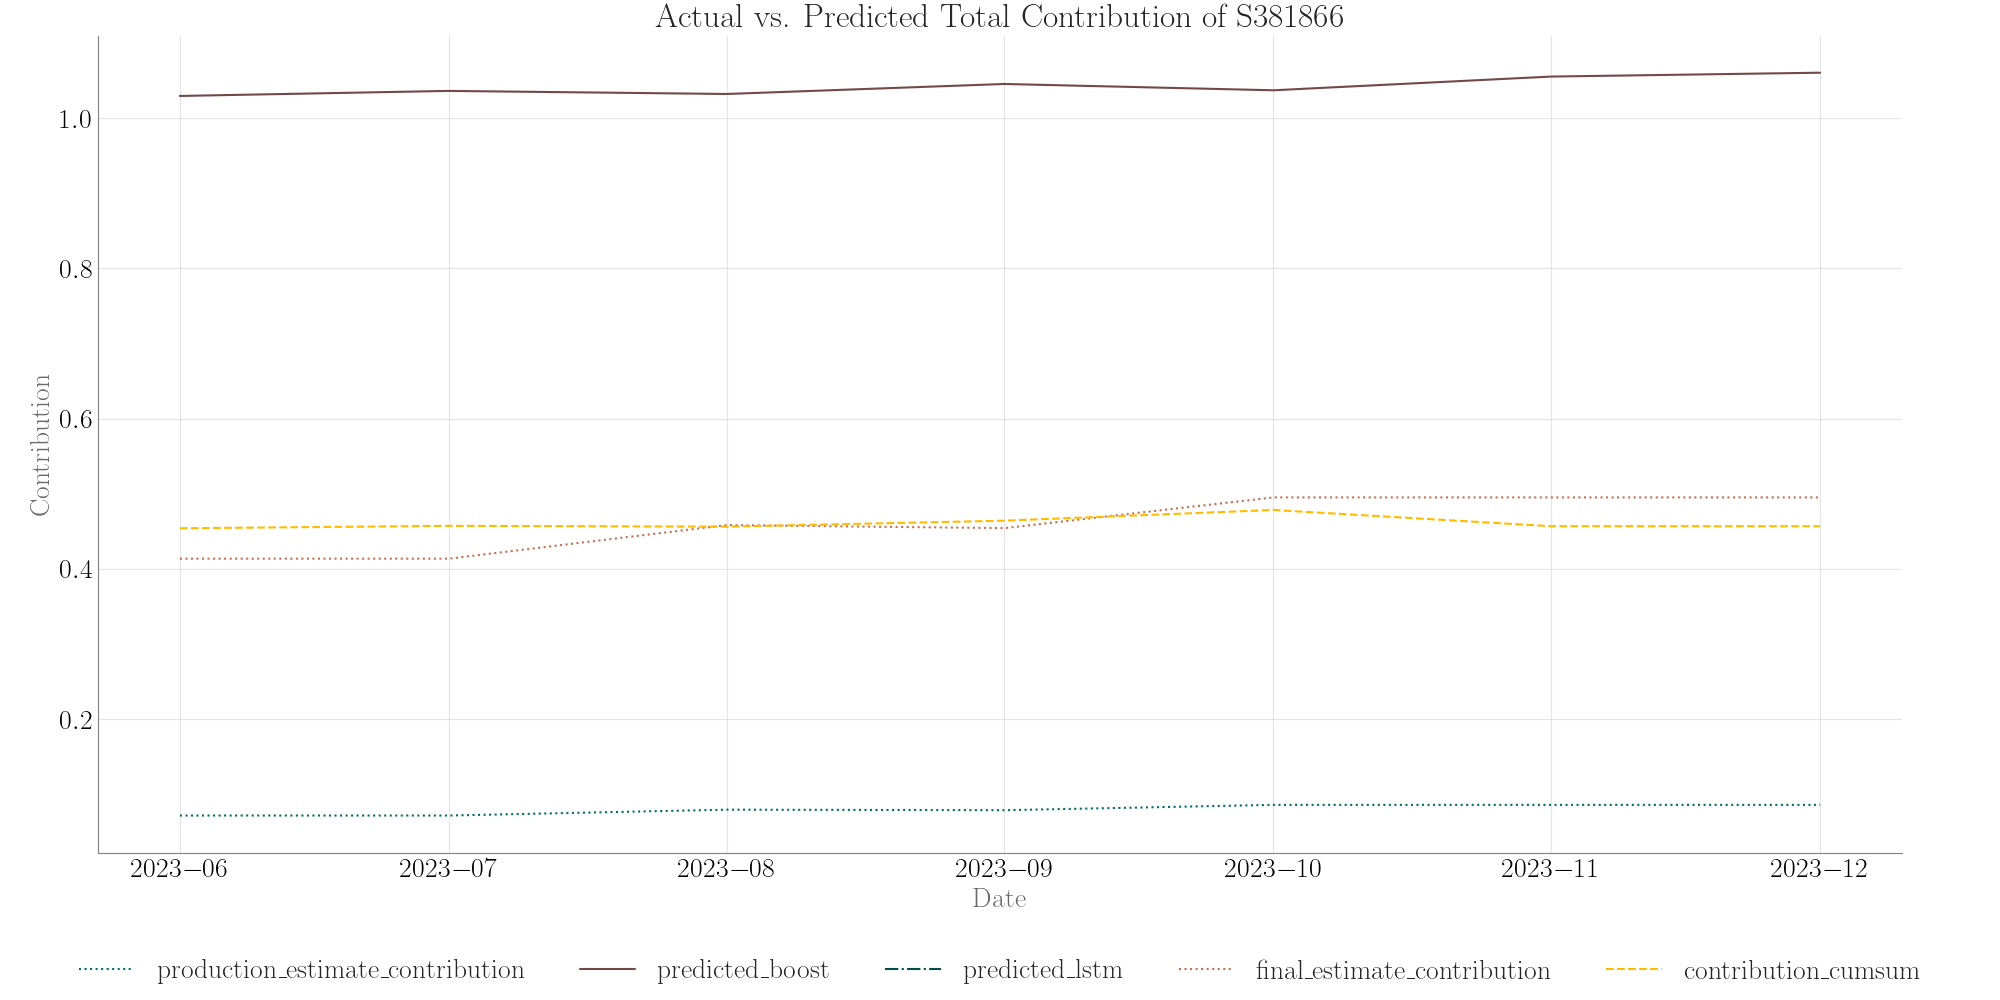 Actual vs. Predicted Total Contribution of S381866
1.0
0.8
0.6
0.4
0.2
Contribution
2023–06 2023–07 2023–08 2023–09 2023–10 2023–11 2023–12
Date
production_estimate_contribution predicted_boost predicted_lstm final_estimate_contribution contribution_cumsum